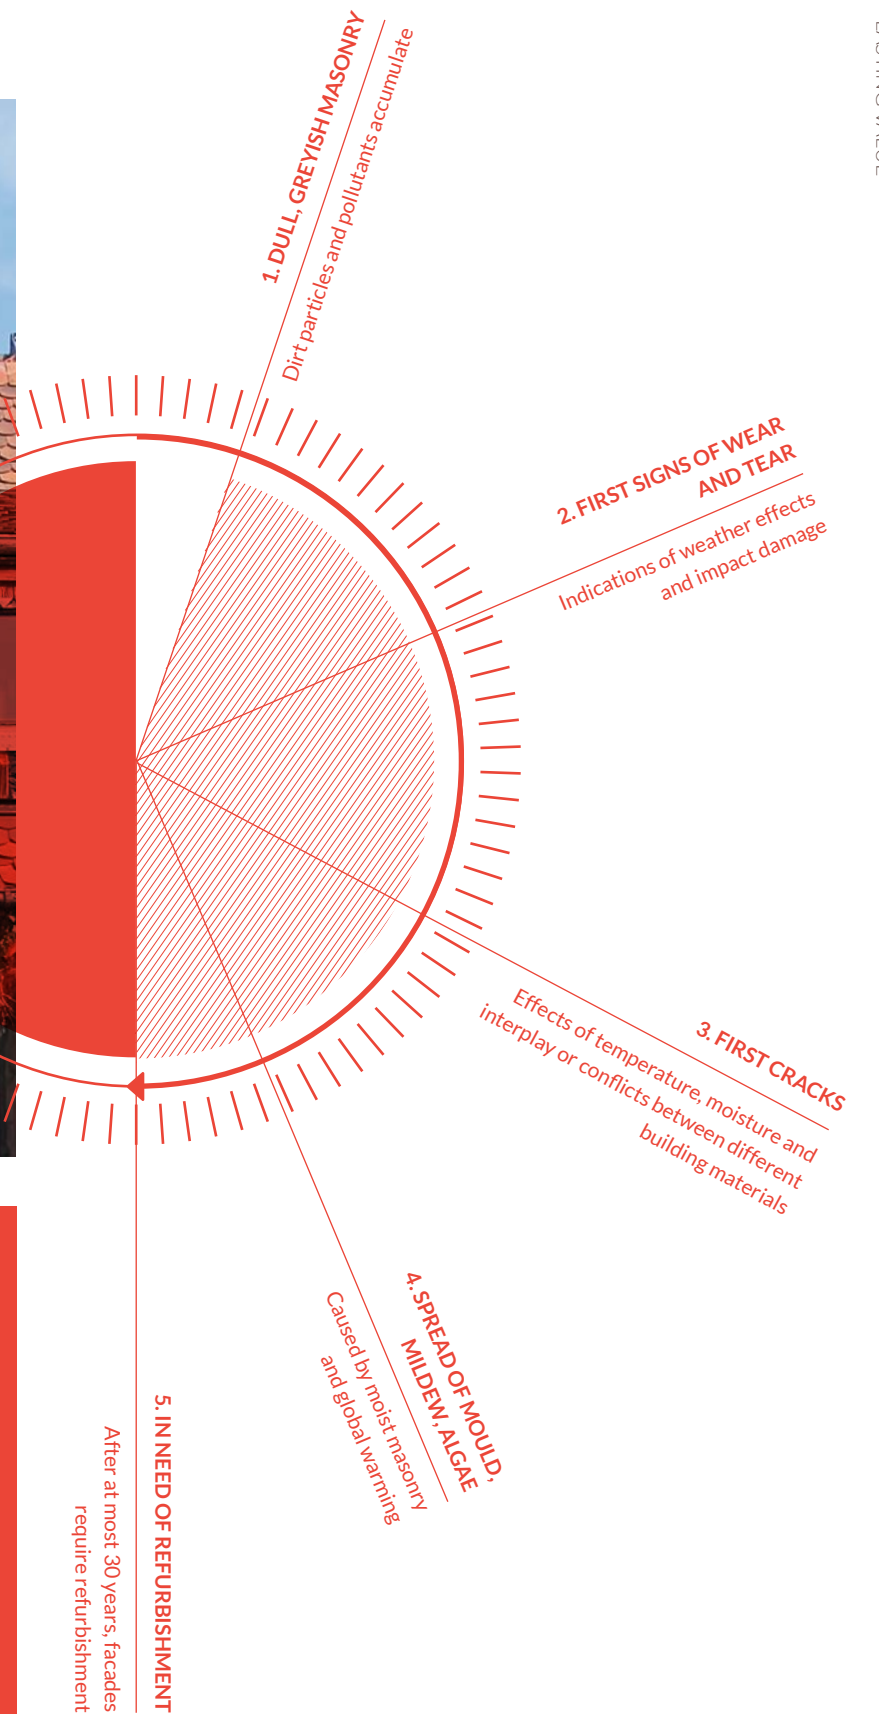 1. DULL, GREYISH MASONRY
Dirt particles and pollutants accumulate
2. FIRST SIGNS OF WEAR
AND TEAR
Indications of weather effects
and impact damage
3. FIRST CRACKS
Effects of temperature, moisture and
interplay or conflicts between different
building materials
4. SPREAD OF MOULD,
MILDEW, ALGAE
Caused by moist masonry
and global warming
5. IN NEED OF REFURBISHMENT
After at most 30 years, facades
require refurbishment